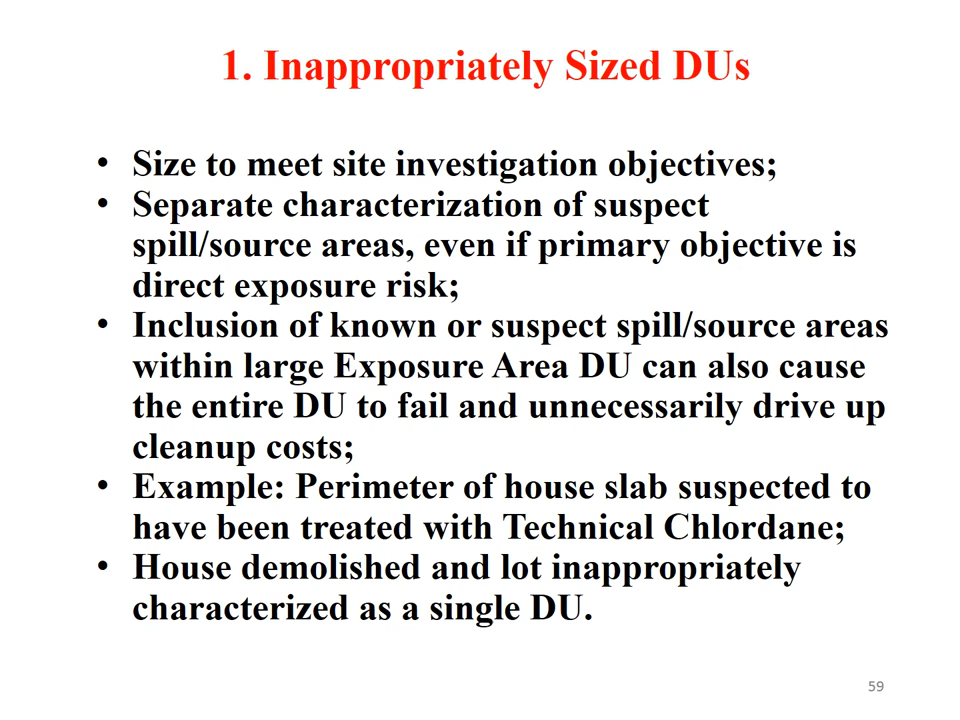 1. Inappropriately Sized DUs
• Size to meet site investigation objectives;
• Separate characterization of suspect
spill/source areas, even if primary objective is
direct exposure risk;
• Inclusion of known or suspect spill/source areas
within large Exposure Area DU can also cause
the entire DU to fail and unnecessarily drive up
cleanup costs;
• Example: Perimeter of house slab suspected to
have been treated with Technical Chlordane;
• House demolished and lot inappropriately
characterized as a single DU.
59